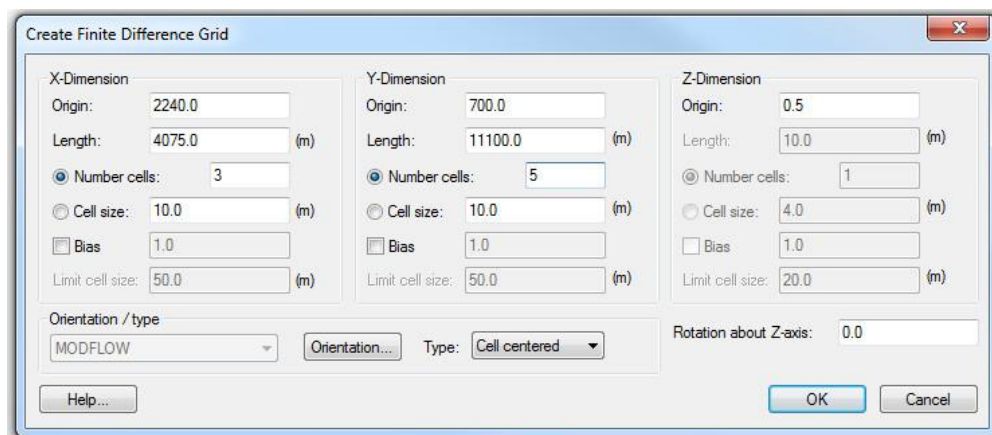 Create Finite Difference Grid
X-Dimension
Origin: 2240.0
Length: 4075.0 (m)
Number cells: 3
Cell size: 10.0 (m)
Bias 1.0
Limit cell size: 50.0 (m)
Y-Dimension
Origin: 700.0
Length: 11100.0 (m)
Number cells: 5
Cell size: 10.0 (m)
Bias 1.0
Limit cell size: 50.0 (m)
Z-Dimension
Origin: 0.5
Length: 10.0 (m)
Number cells: 1
Cell size: 4.0 (m)
Bias 1.0
Limit cell size: 20.0 (m)
Orientation / type
MODFLOW Orientation... Type: Cell centered
Rotation about Z-axis: 0.0
Help... OK Cancel